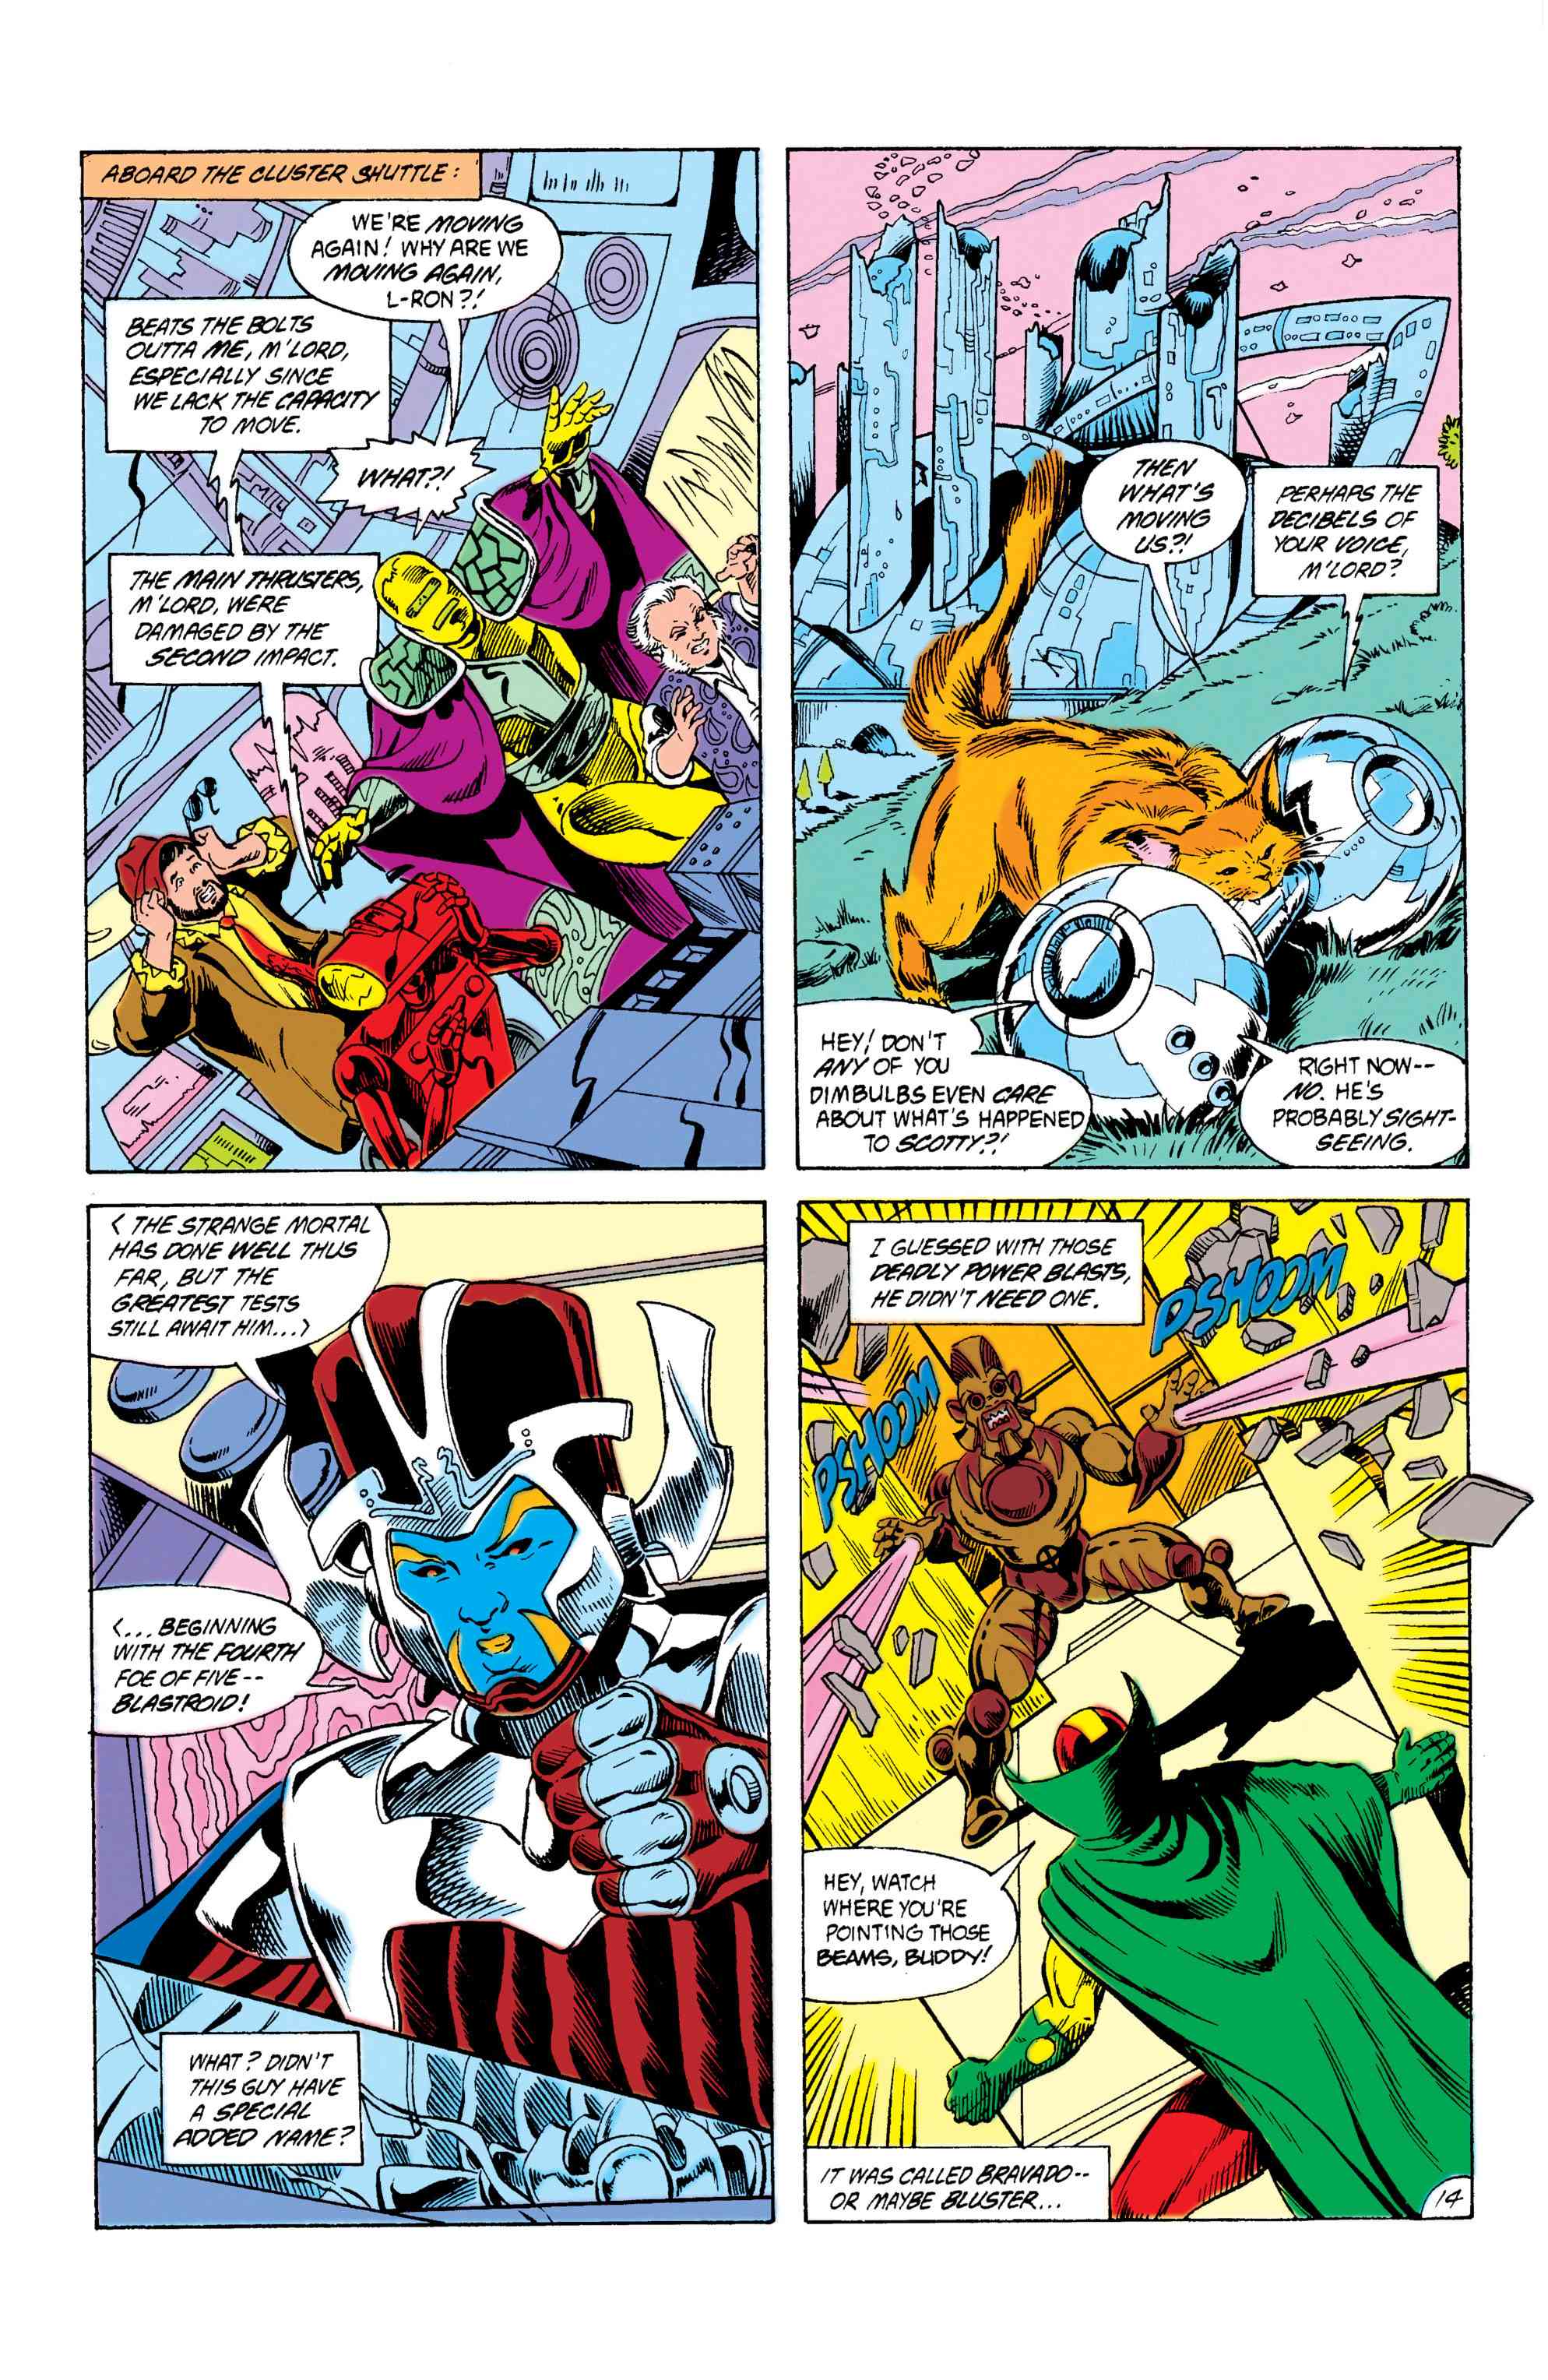 ABOARD THE CLUSTER SHUTTLE:
WE'RE MOVING
AGAIN! WHY ARE WE
MOVING AGAIN,
L-RON?!
BEATS THE BOLTS
OUTTA ME, M'LORD,
ESPECIALLY SINCE
WE LACK THE CAPACITY
TO MOVE.
WHAT?!
THE MAIN THRUSTERS,
M'LORD, WERE
DAMAGED BY THE
SECOND IMPACT.
THEN
WHAT'S
MOVING
US?!
PERHAPS THE
DECIBELS OF
YOUR VOICE,
M'LORD?
HEY! DON'T
ANY OF YOU
DIMBULBS EVEN CARE
ABOUT WHAT'S HAPPENED
TO SCOTTY?!
RIGHT NOW--
NO. HE'S
PROBABLY SIGHT-
SEEING.
< THE STRANGE MORTAL
HAS DONE WELL THUS
FAR, BUT THE
GREATEST TESTS
STILL AWAIT HIM...>
<...BEGINNING
WITH THE FOURTH
FOE OF FIVE--
BLASTROID!
WHAT? DIDN'T
THIS GUY HAVE
A SPECIAL
ADDED NAME?
I GUESSED WITH THOSE
DEADLY POWER BLASTS,
HE DIDN'T NEED ONE.
PSHOOM
PSHOOM
HEY, WATCH
WHERE YOU'RE
POINTING THOSE
BEAMS, BUDDY!
IT WAS CALLED BRAVADO--
OR MAYBE BLUSTER...
14